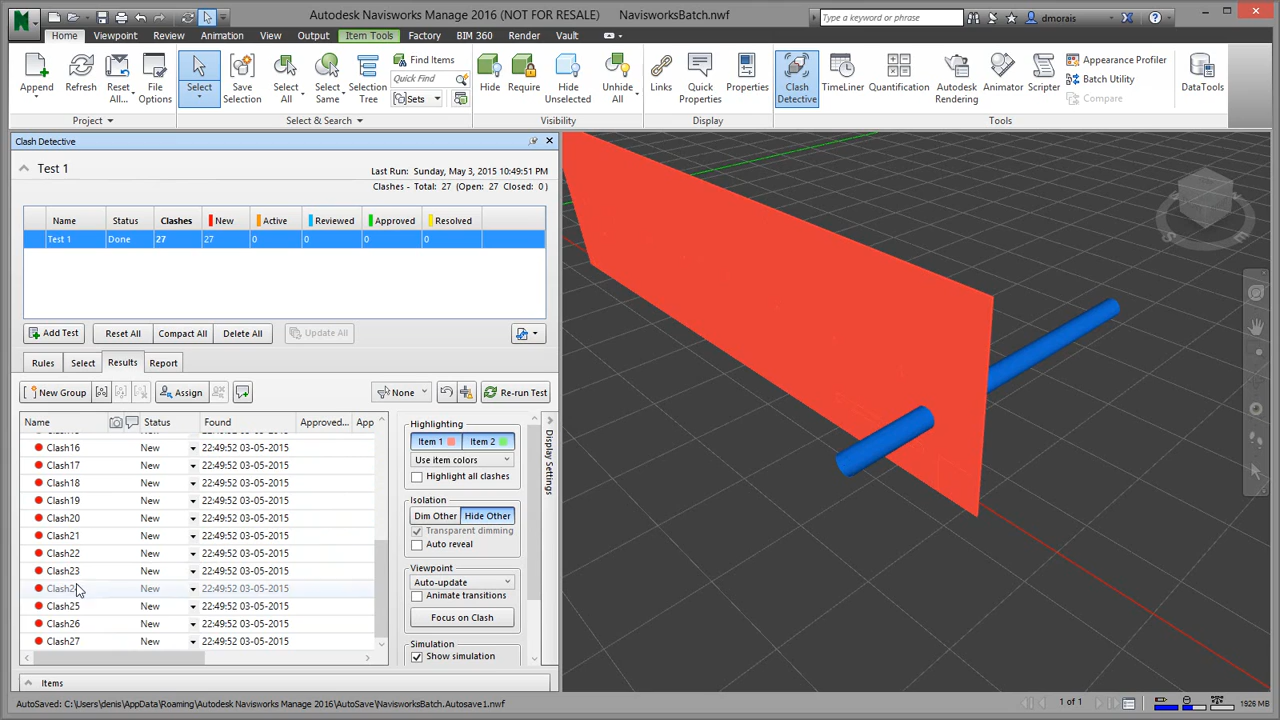 Autodesk Navisworks Manage 2016 (NOT FOR RESALE) NavisworksBatch.nwf
Type a keyword or phrase
dmorais
Home Viewpoint Review Animation View Output Item Tools Factory BIM 360 Render Vault
Append
Refresh
Reset All...
File Options
Project
Select
Save Selection
Select All
Select Same
Selection Tree
Find Items
Quick Find
Sets
Select & Search
Hide
Require
Hide Unselected
Unhide All
Visibility
Links
Quick Properties
Properties
Display
Clash Detective
TimeLiner
Quantification
Autodesk Rendering
Animator
Scripter
Appearance Profiler
Batch Utility
Compare
Tools
DataTools
Clash Detective
Test 1
Last Run: Sunday, May 3, 2015 10:49:51 PM
Clashes - Total: 27 (Open: 27 Closed: 0)
Name Status Clashes New Active Reviewed Approved Resolved
Test 1 Done 27 27 0 0 0 0
Add Test Reset All Compact All Delete All Update All
Rules Select Results Report
New Group Assign None Re-run Test
Name Status Found Approved... App
Clash16 New 22:49:52 03-05-2015
Clash17 New 22:49:52 03-05-2015
Clash18 New 22:49:52 03-05-2015
Clash19 New 22:49:52 03-05-2015
Clash20 New 22:49:52 03-05-2015
Clash21 New 22:49:52 03-05-2015
Clash22 New 22:49:52 03-05-2015
Clash23 New 22:49:52 03-05-2015
New 22:49:52 03-05-2015
Clash25 New 22:49:52 03-05-2015
Clash26 New 22:49:52 03-05-2015
Clash27 New 22:49:52 03-05-2015
Highlighting
Item 1 Item 2
Use item colors
Highlight all clashes
Isolation
Dim Other Hide Other
Transparent dimming
Auto reveal
Viewpoint
Auto-update
Animate transitions
Focus on Clash
Simulation
Show simulation
Display Settings
Items
AutoSaved: C:\Users\denis\AppData\Roaming\Autodesk Navisworks Manage 2016\AutoSave\NavisworksBatch.Autosave1.nwf
1 of 1
1926 MB